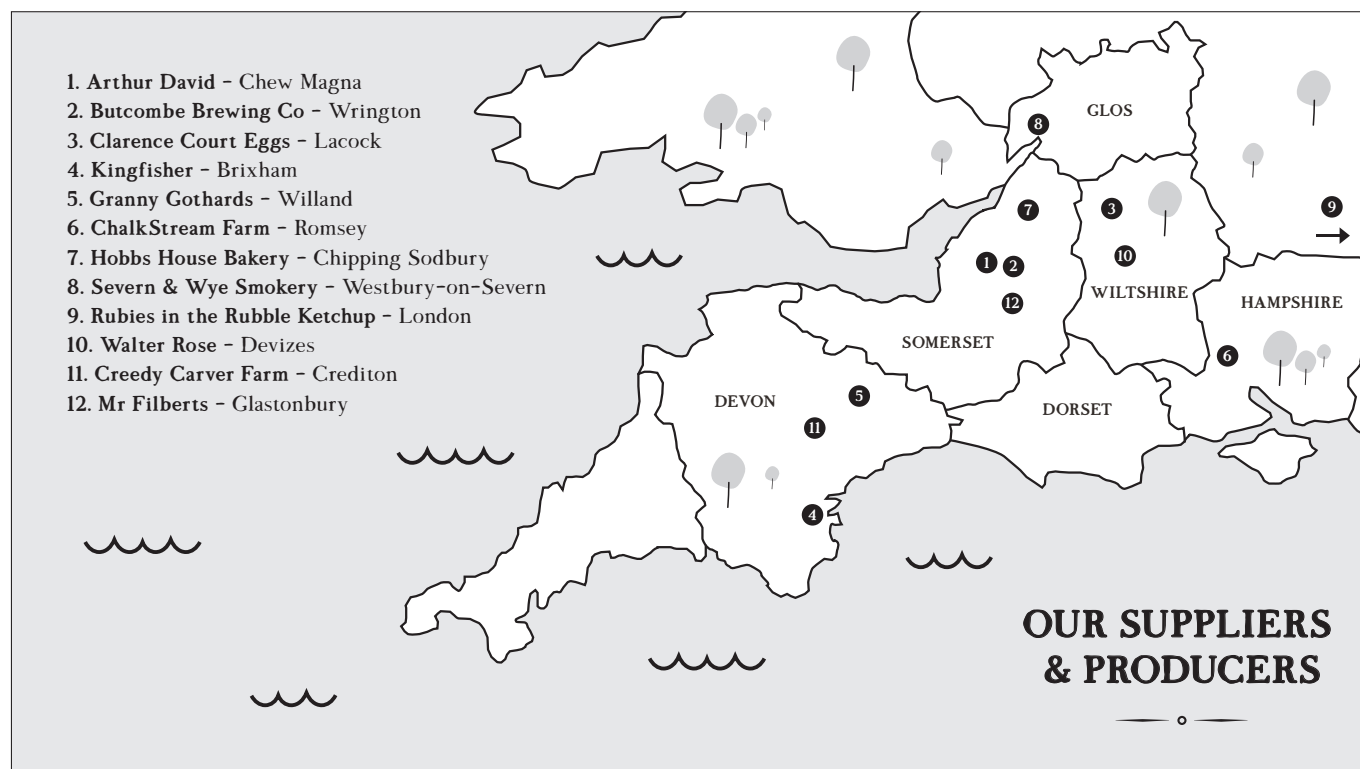 1. Arthur David – Chew Magna
2. Butcombe Brewing Co – Wrington
3. Clarence Court Eggs – Lacock
4. Kingfisher – Brixham
5. Granny Gothards – Willand
6. ChalkStream Farm – Romsey
7. Hobbs House Bakery – Chipping Sodbury
8. Severn & Wye Smokery – Westbury-on-Severn
9. Rubies in the Rubble Ketchup – London
10. Walter Rose – Devizes
11. Creedy Carver Farm – Crediton
12. Mr Filberts – Glastonbury
GLOS
8
9
7
3
10
1
2
12
WILTSHIRE
HAMPSHIRE
SOMERSET
6
DEVON
5
DORSET
11
4
OUR SUPPLIERS
& PRODUCERS